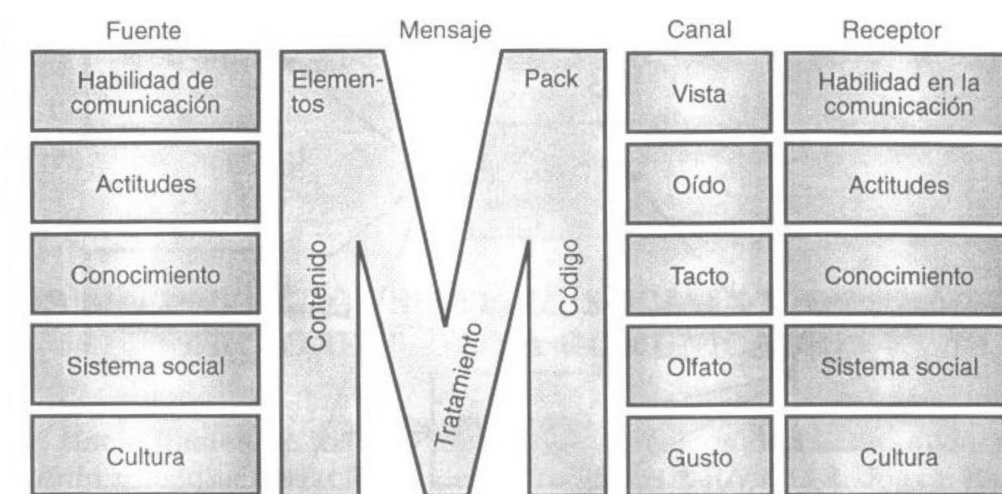 Fuente
Mensaje
Canal
Receptor
Habilidad de
comunicación
Actitudes
Conocimiento
Sistema social
Cultura
Elemen-
tos
Pack
Contenido
Tratamiento
Código
Vista
Oído
Tacto
Olfato
Gusto
Habilidad en la
comunicación
Actitudes
Conocimiento
Sistema social
Cultura